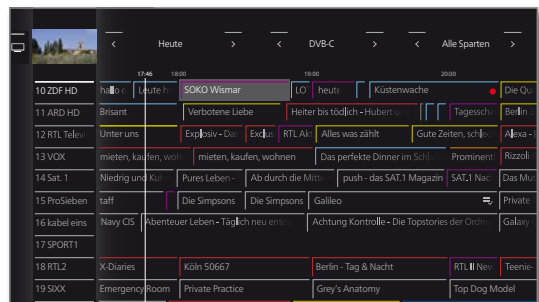 < Heute > < DVB-C > < Alle Sparten >
17:46 18:00 19:00 20:00
10 ZDF HD hallo Leute h SOKO Wismar LO heute Küstenwache Die Qu
11 ARD HD Brisant Verbotene Liebe Heiter bis tödlich - Hubert u Tagessch Berlin
12 RTL Televi Unter uns Explosiv - Das Exclus RTL Akt Alles was zählt Gute Zeiten, schlec Alexa - 
13 VOX mieten, kaufen, woh mieten, kaufen, wohnen Das perfekte Dinner im Schl Prominent! Rizzoli
14 Sat. 1 Niedrig und Kuh Pures Leben - Ab durch die Mitte push - das SAT.1 Magazin SAT.1 Nach Das Mut
15 ProSieben taff Die Simpsons Die Simpsons Galileo Private
16 kabel eins Navy CIS Abenteuer Leben - Täglich neu ento Achtung Kontrolle - Die Topstories der Ordnu Galaxy
17 SPORT1
18 RTL2 X-Diaries Köln 50667 Berlin - Tag & Nacht RTL II New Teenie-
19 SIXX Emergency Room Private Practice Grey's Anatomy Top Dog Model